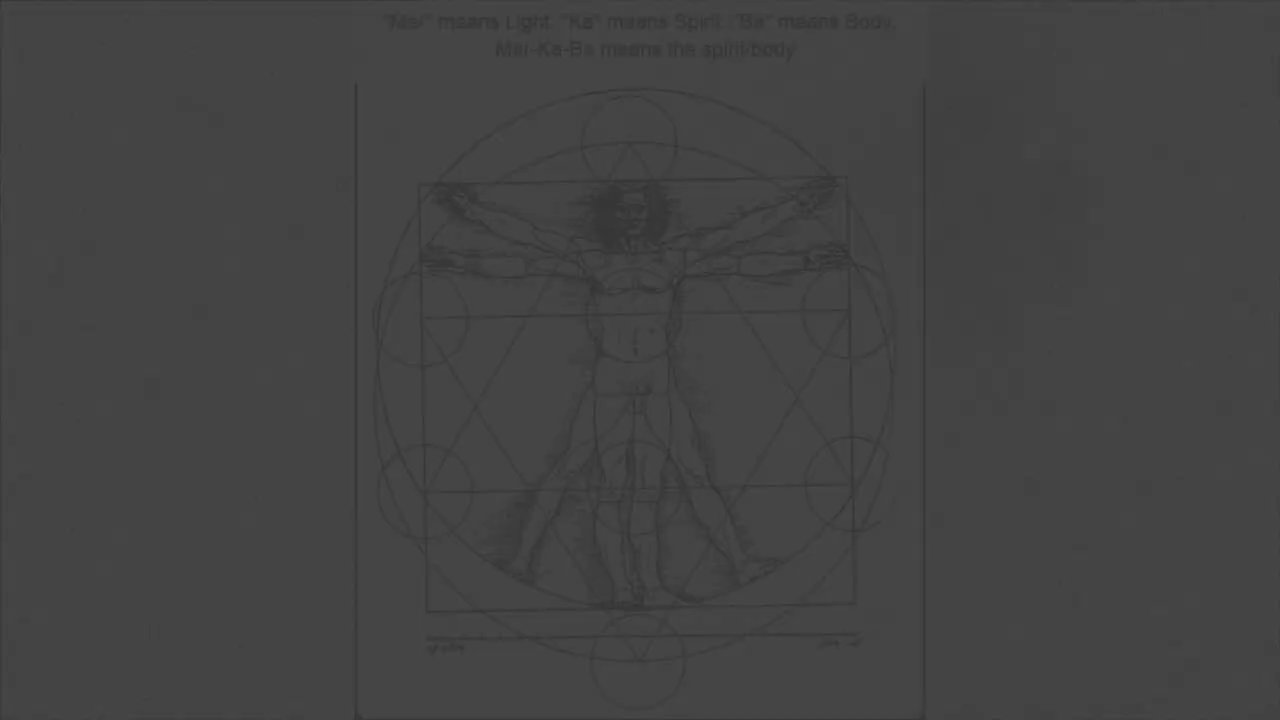 "Mer" means Light. "Ka" means Spirit. "Ba" means Body.
Mer-Ka-Ba means the spirit/body